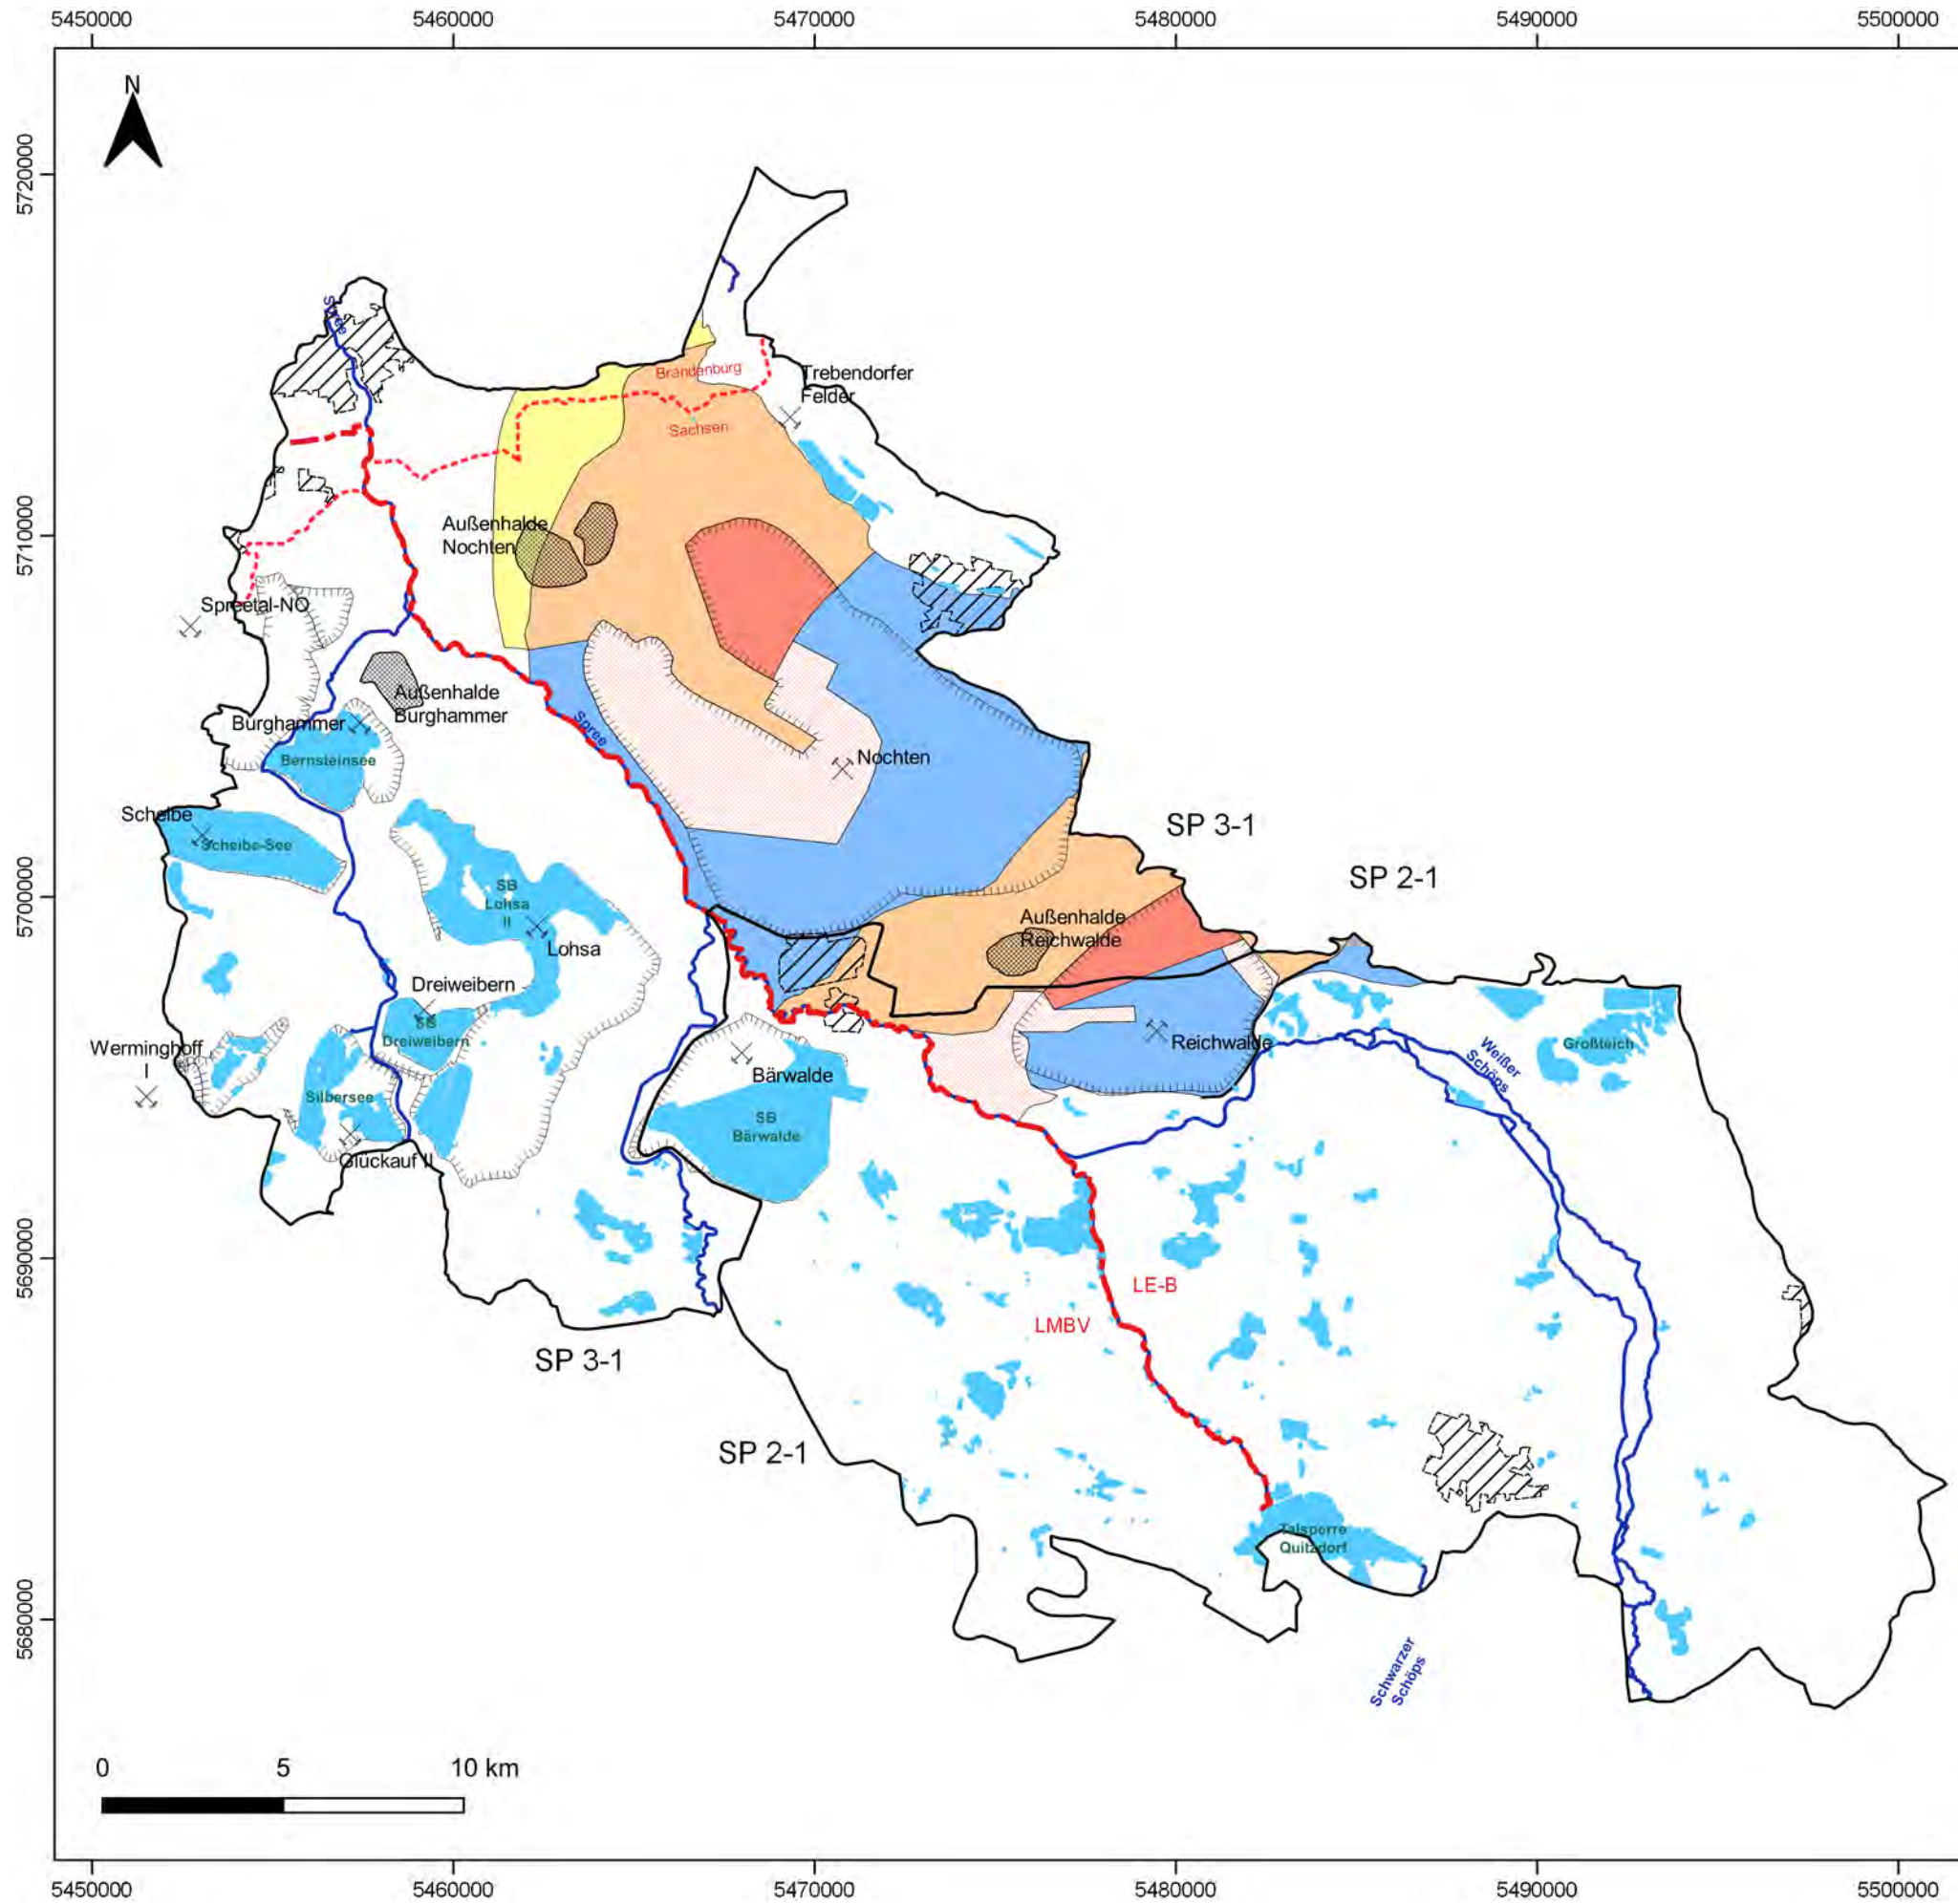 5450000
5460000
5470000
5480000
5490000
5500000
N
5720000
5710000
5700000
5690000
5680000
Spree
Brandenburg
Sachsen
Trebendorfer
Felder
Außenhalde
Nochten
Spreetal-NO
Außenhalde
Burghammer
Burghammer
Bernsteinsee
Spree
Nochten
Scheibe
Scheibe-See
SP 3-1
SP 2-1
SB
Lohsa
II
Lohsa
Außenhalde
Reichwalde
Dreiweibern
SB
Dreiweibern
Reichwalde
Weißer
Schöps
Großteich
Werminghoff
I
Silbersee
Bärwalde
SB
Bärwalde
Glückauf II
LE-B
LMBV
SP 3-1
SP 2-1
Talsperre
Quitzdorf
Schwarzer
Schöps
0
5
10 km
5450000
5460000
5470000
5480000
5490000
5500000